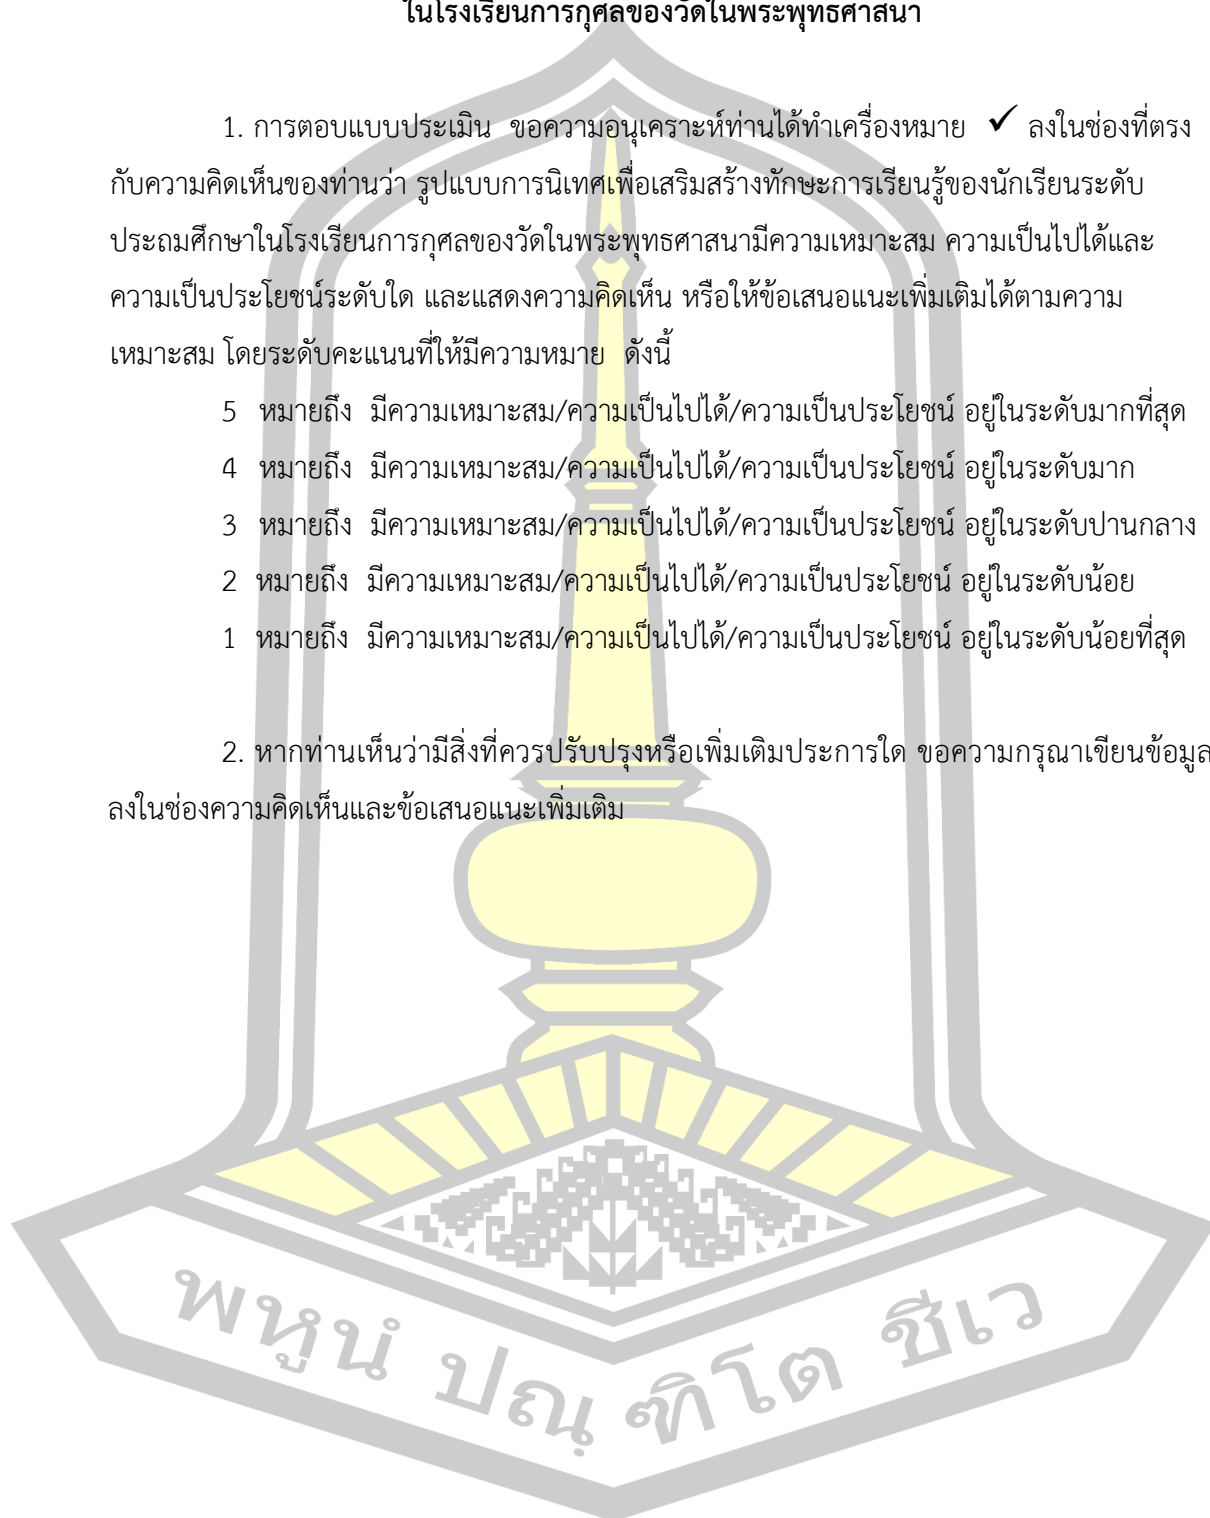 ในโรงเรียนการกุศลของวัดในพระพุทธศาสนา
1. การตอบแบบประเมิน ขอความอนุเคราะห์ท่านได้ทำเครื่องหมาย ✓ ลงในช่องที่ตรง
กับความคิดเห็นของท่านว่า รูปแบบการนิเทศเพื่อเสริมสร้างทักษะการเรียนรู้ของนักเรียนระดับ
ประถมศึกษาในโรงเรียนการกุศลของวัดในพระพุทธศาสนามีความเหมาะสม ความเป็นไปได้และ
ความเป็นประโยชน์ระดับใด และแสดงความคิดเห็น หรือให้ข้อเสนอแนะเพิ่มเติมได้ตามความ
เหมาะสม โดยระดับคะแนนที่ให้มีความหมาย ดังนี้
5 หมายถึง มีความเหมาะสม/ความเป็นไปได้/ความเป็นประโยชน์ อยู่ในระดับมากที่สุด
4 หมายถึง มีความเหมาะสม/ความเป็นไปได้/ความเป็นประโยชน์ อยู่ในระดับมาก
3 หมายถึง มีความเหมาะสม/ความเป็นไปได้/ความเป็นประโยชน์ อยู่ในระดับปานกลาง
2 หมายถึง มีความเหมาะสม/ความเป็นไปได้/ความเป็นประโยชน์ อยู่ในระดับน้อย
1 หมายถึง มีความเหมาะสม/ความเป็นไปได้/ความเป็นประโยชน์ อยู่ในระดับน้อยที่สุด
2. หากท่านเห็นว่ามีสิ่งที่ควรปรับปรุงหรือเพิ่มเติมประการใด ขอความกรุณาเขียนข้อมูล
ลงในช่องความคิดเห็นและข้อเสนอแนะเพิ่มเติม
พหูนํ ปณฺฑิโต ชีเว